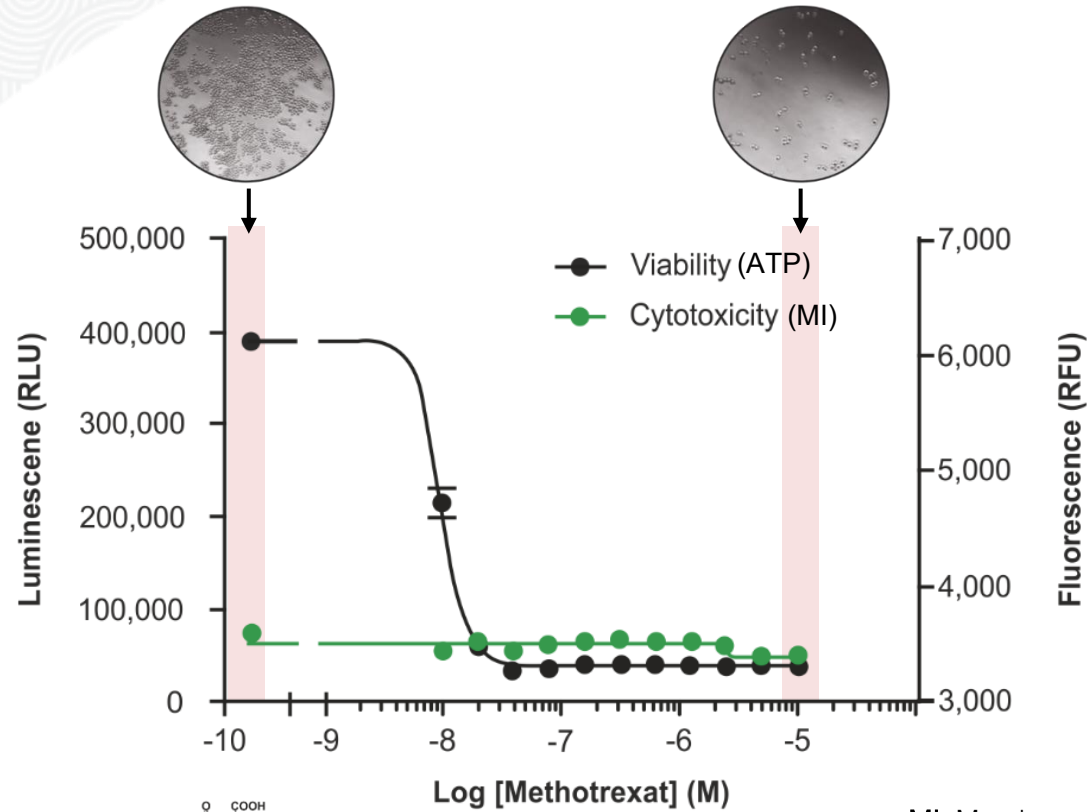 500,000
400,000
300,000
200,000
100,000
0
Luminescene (RLU)
7,000
6,000
5,000
4,000
3,000
Fluorescence (RFU)
Viability (ATP)
Cytotoxicity (MI)
-10 -9 -8 -7 -6 -5
Log [Methotrexat] (M)
O COOH